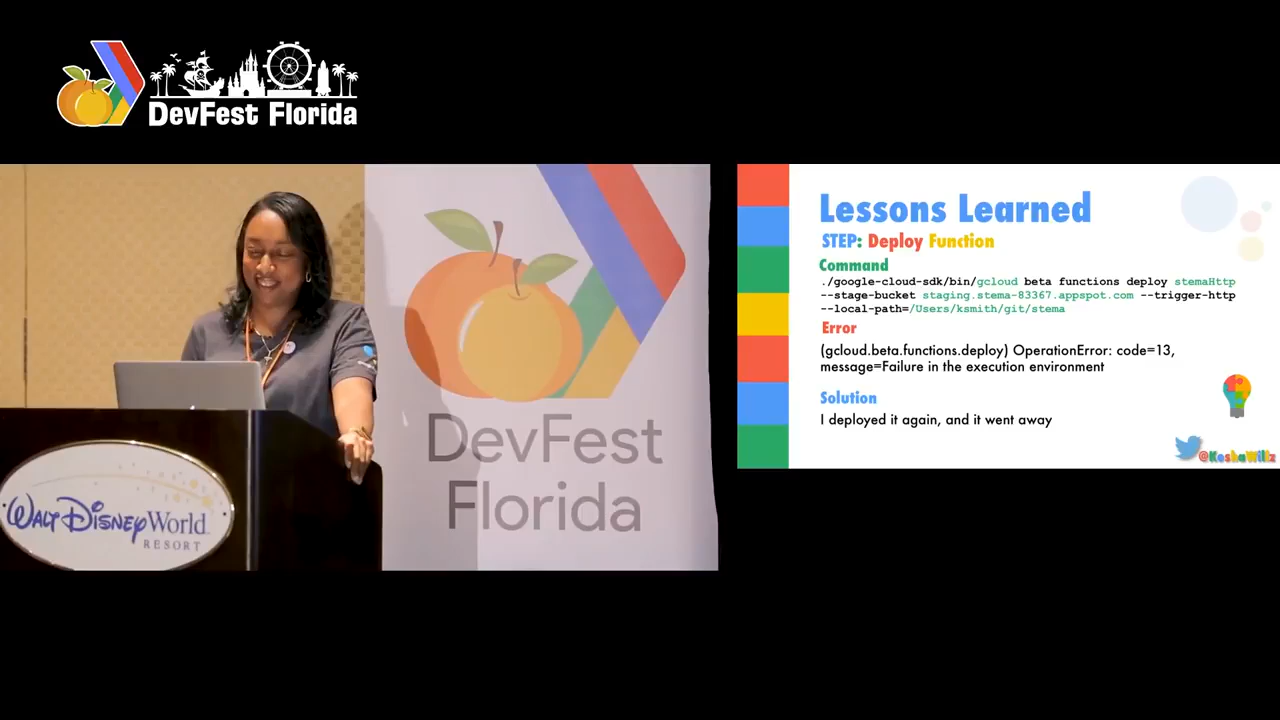 DevFest Florida
DevFest
Florida
WALT DISNEY World
RESORT
Lessons Learned
STEP: Deploy Function
Command
./google-cloud-sdk/bin/gcloud beta functions deploy stemaHttp
--stage-bucket staging.stema-83367.appspot.com --trigger-http
--local-path=/Users/ksmith/git/stema
Error
(gcloud.beta.functions.deploy) OperationError: code=13,
message=Failure in the execution environment
Solution
I deployed it again, and it went away
@KeshaWillz